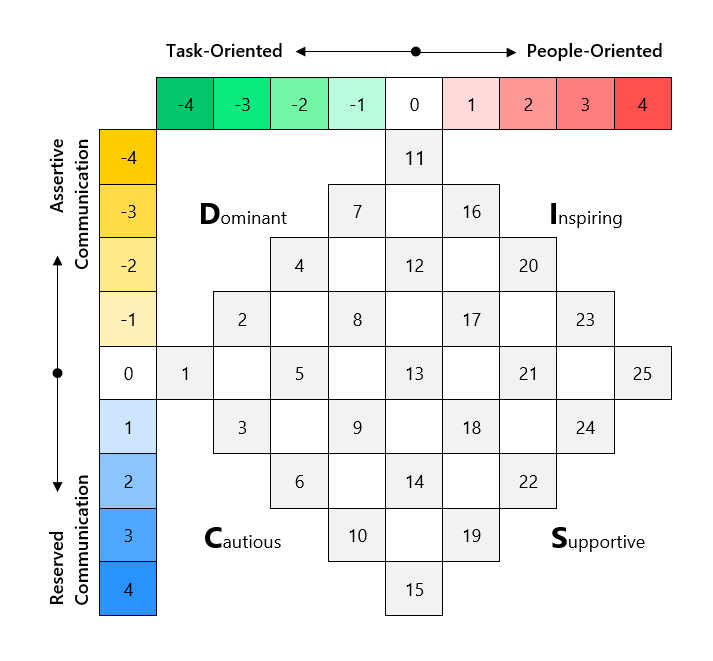 Task-Oriented People-Oriented
-4 -3 -2 -1 0 1 2 3 4
Assertive
Communication
-4 11
-3 Dominant 7 16 Inspiring
-2 4 12 20
-1 2 8 17 23
0 1 5 13 21 25
1 3 9 18 24
2 6 14 22
3 Cautious 10 19 Supportive
4 15
Reserved
Communication